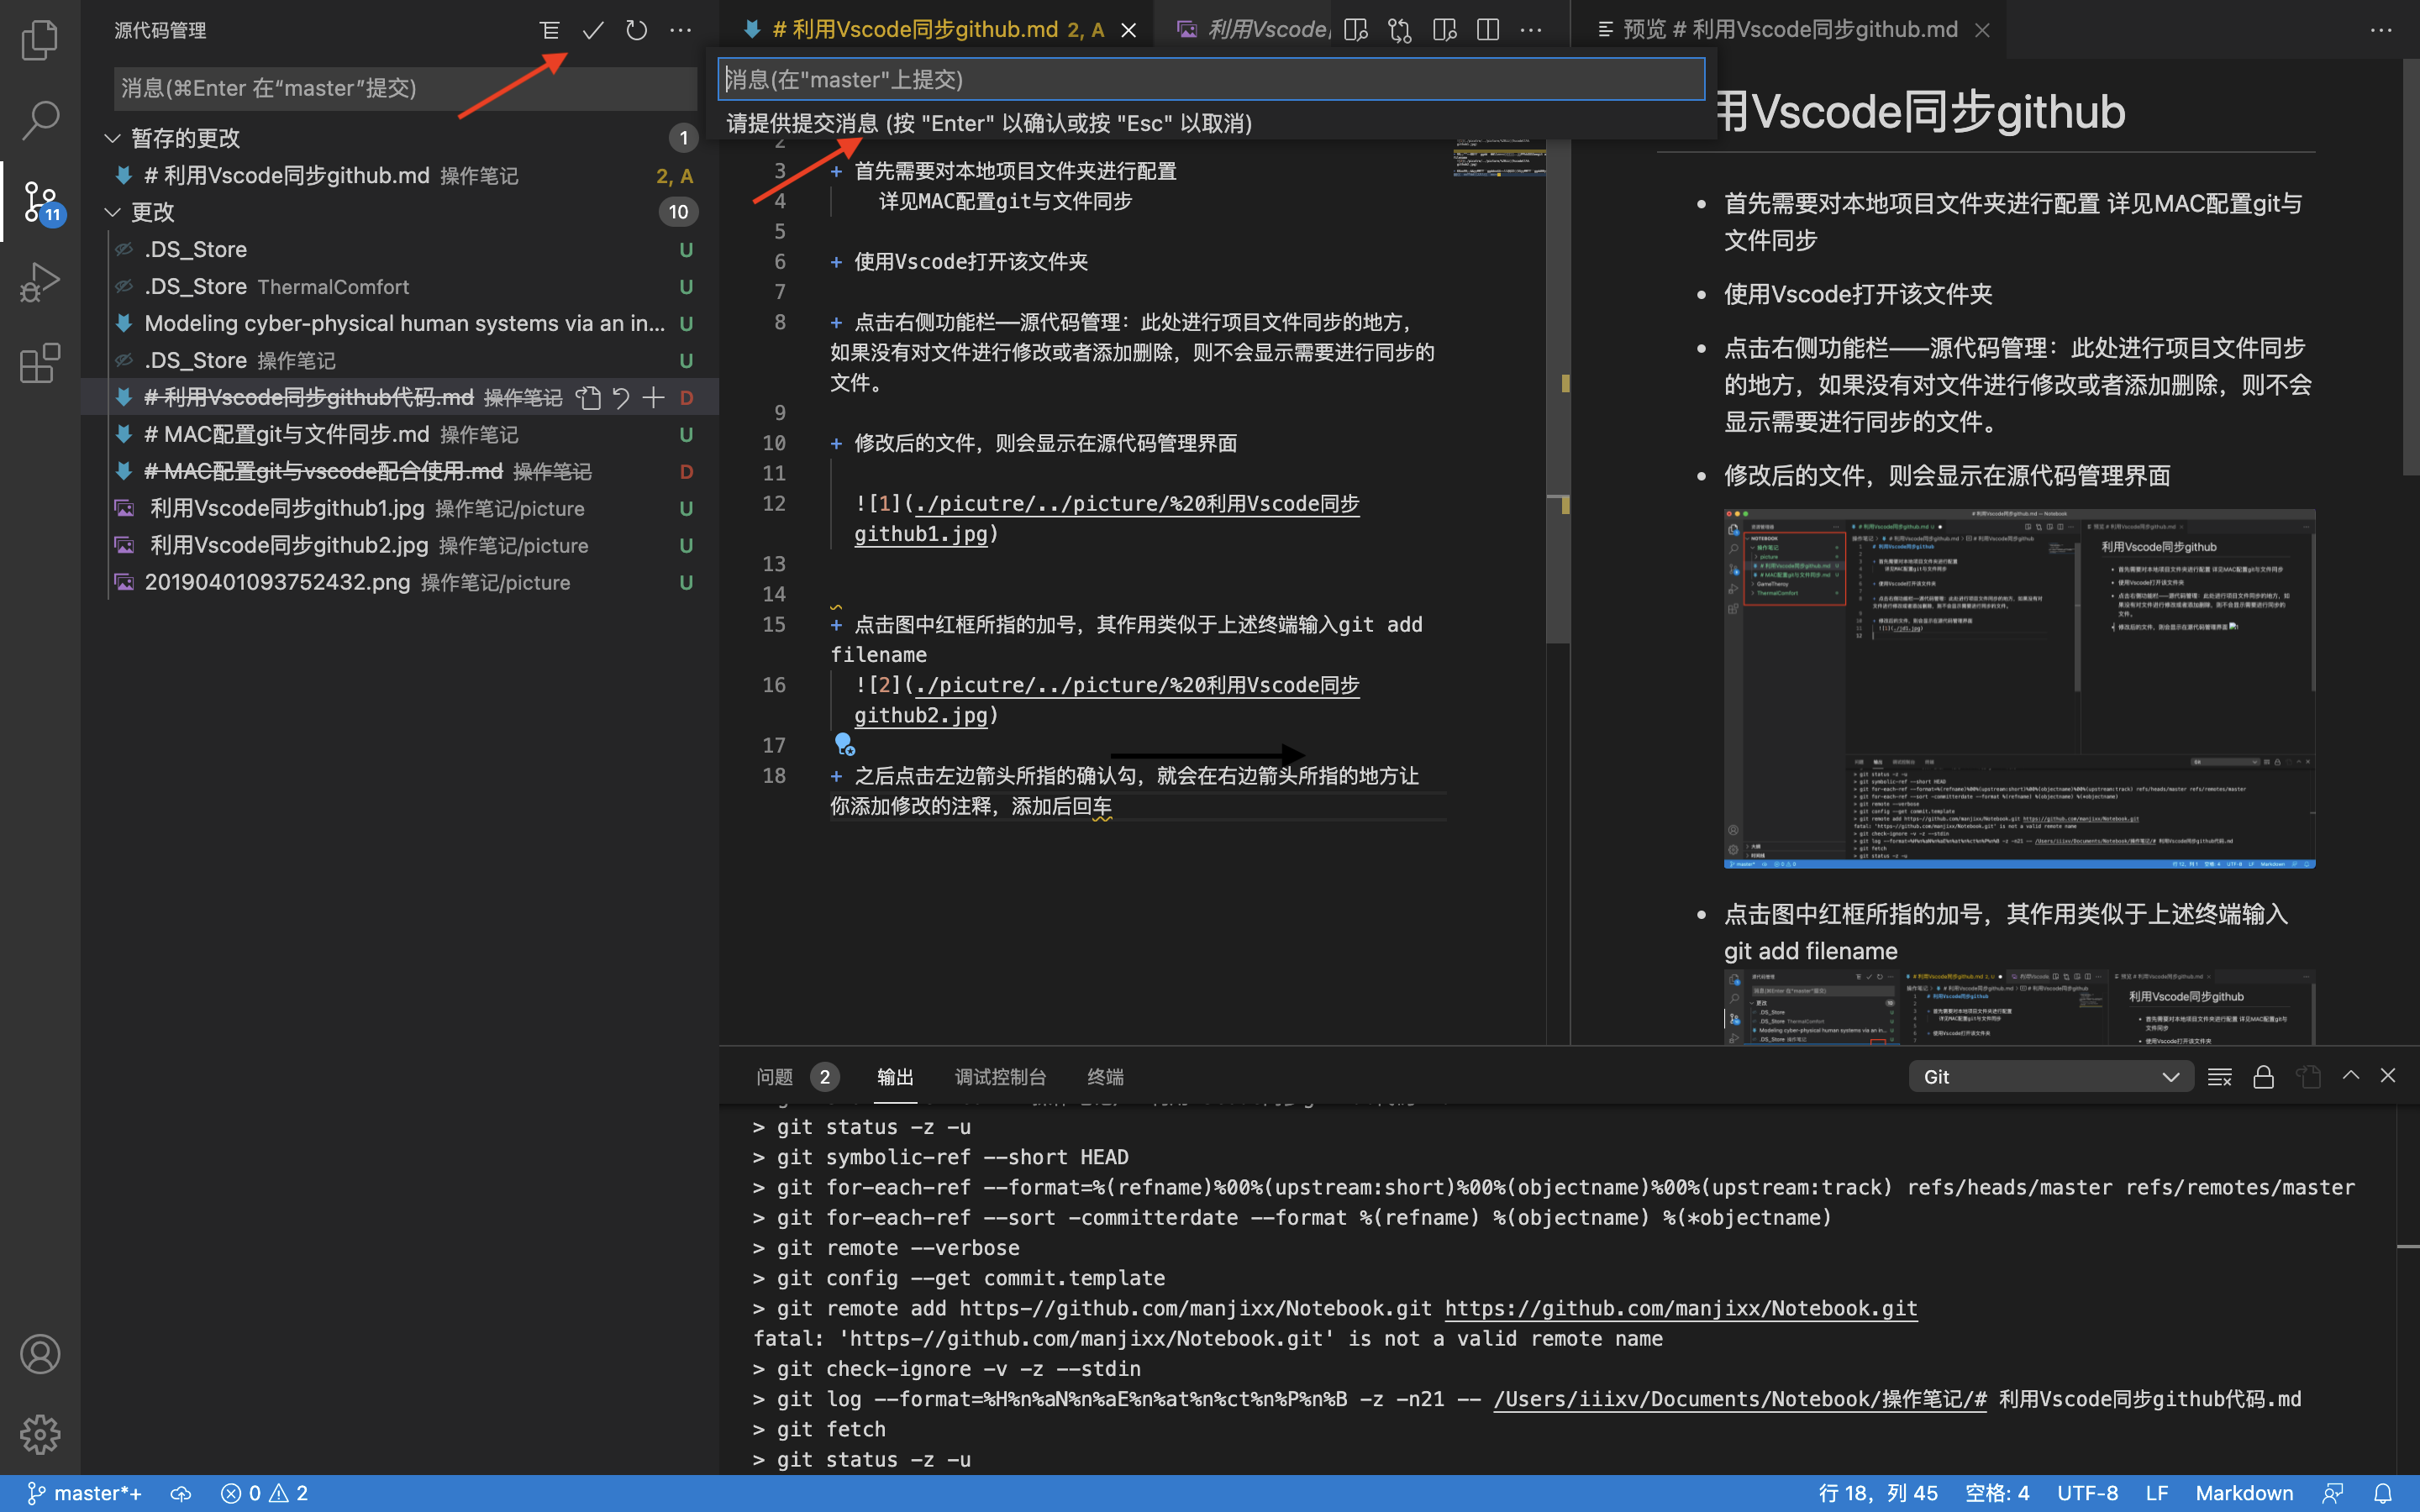 源代码管理
消息(⌘Enter 在“master”提交)
暂存的更改 1
# 利用Vscode同步github.md 操作笔记 2, A
更改 10
.DS_Store U
.DS_Store ThermalComfort U
Modeling cyber-physical human systems via an in... U
.DS_Store 操作笔记 U
# 利用Vscode同步github代码.md 操作笔记 D
# MAC配置git与文件同步.md 操作笔记 U
# MAC配置git与vscode配合使用.md 操作笔记 D
利用Vscode同步github1.jpg 操作笔记/picture U
利用Vscode同步github2.jpg 操作笔记/picture U
20190401093752432.png 操作笔记/picture U
11
# 利用Vscode同步github.md 2, A
利用Vscode
消息(在"master"上提交)
请提供提交消息 (按 "Enter" 以确认或按 "Esc" 以取消)
2
3 + 首先需要对本地项目文件夹进行配置
4 详见MAC配置git与文件同步
5
6 + 使用Vscode打开该文件夹
7
8 + 点击右侧功能栏——源代码管理：此处进行项目文件同步的地方，
如果没有对文件进行修改或者添加删除，则不会显示需要进行同步的
文件。
9
10 + 修改后的文件，则会显示在源代码管理界面
11
12 ![1](./picutre/../picture/%20利用Vscode同步
github1.jpg)
13
14
15 + 点击图中红框所指的加号，其作用类似于上述终端输入git add
filename
16 ![2](./picutre/../picture/%20利用Vscode同步
github2.jpg)
17
18 + 之后点击左边箭头所指的确认勾，就会在右边箭头所指的地方让
你添加修改的注释，添加后回车
预览 # 利用Vscode同步github.md
用Vscode同步github
• 首先需要对本地项目文件夹进行配置 详见MAC配置git与
文件同步
• 使用Vscode打开该文件夹
• 点击右侧功能栏——源代码管理：此处进行项目文件同步
的地方，如果没有对文件进行修改或者添加删除，则不会
显示需要进行同步的文件。
• 修改后的文件，则会显示在源代码管理界面
• 点击图中红框所指的加号，其作用类似于上述终端输入
git add filename
问题 2 输出 调试控制台 终端 Git
> git status -z -u
> git symbolic-ref --short HEAD
> git for-each-ref --format=%(refname)%00%(upstream:short)%00%(objectname)%00%(upstream:track) refs/heads/master refs/remotes/master
> git for-each-ref --sort -committerdate --format %(refname) %(objectname) %(*objectname)
> git remote --verbose
> git config --get commit.template
> git remote add https-//github.com/manjixx/Notebook.git https://github.com/manjixx/Notebook.git
fatal: 'https-//github.com/manjixx/Notebook.git' is not a valid remote name
> git check-ignore -v -z --stdin
> git log --format=%H%n%aN%n%aE%n%at%n%ct%n%P%n%B -z -n21 -- /Users/iiixv/Documents/Notebook/操作笔记/# 利用Vscode同步github代码.md
> git fetch
> git status -z -u
master*+ 0 2 行 18，列 45 空格: 4 UTF-8 LF Markdown